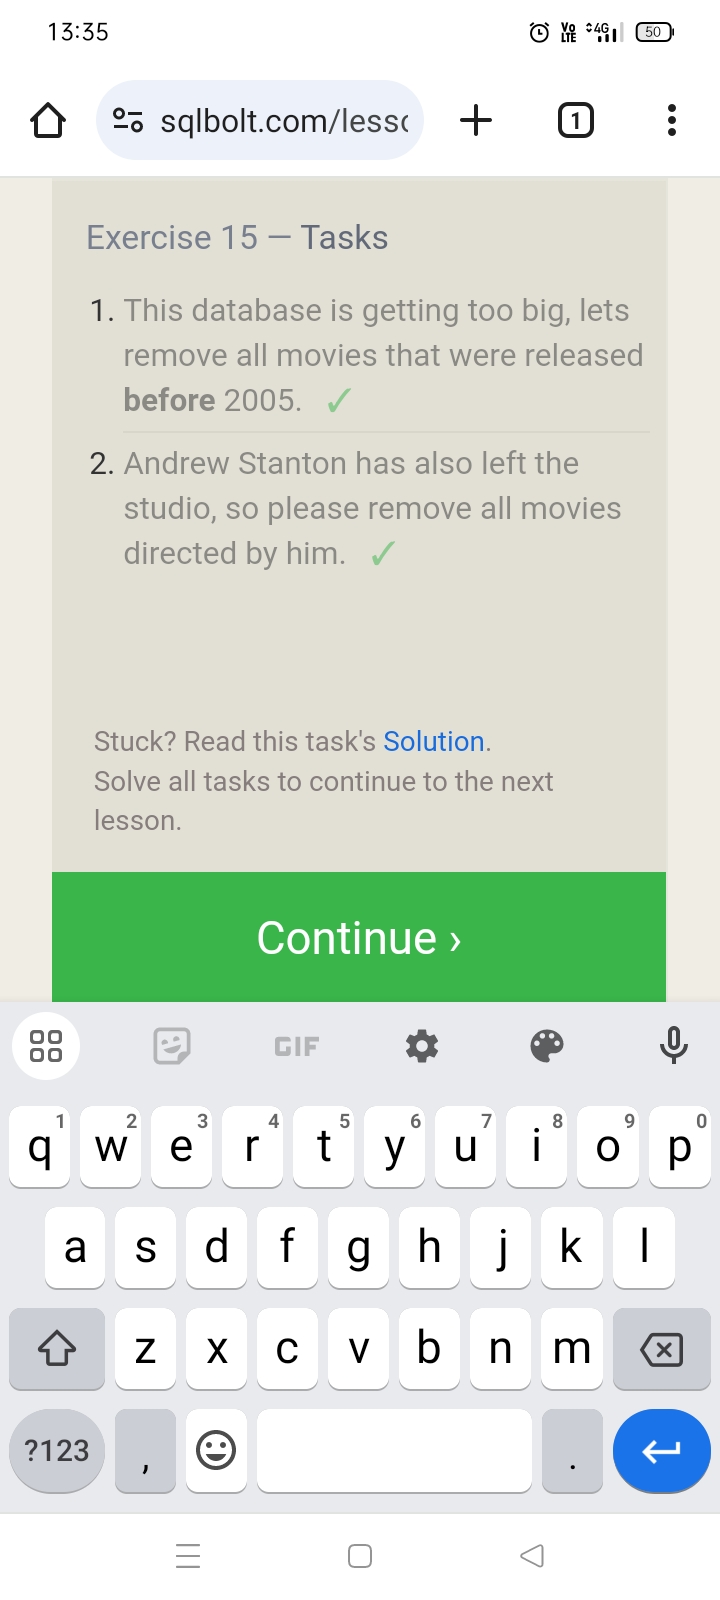 13:35
Vo LTE 4G 50
sqlbolt.com/lesso
1
Exercise 15 — Tasks
1. This database is getting too big, lets
remove all movies that were released
before 2005. ✓
2. Andrew Stanton has also left the
studio, so please remove all movies
directed by him. ✓
Stuck? Read this task's Solution.
Solve all tasks to continue to the next
lesson.
Continue ›
GIF
1 2 3 4 5 6 7 8 9 0
q w e r t y u i o p
a s d f g h j k l
z x c v b n m
?123 , .